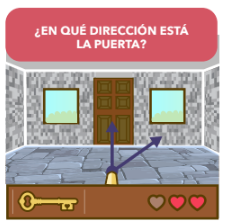 ¿EN QUÉ DIRECCIÓN ESTÁ
LA PUERTA?